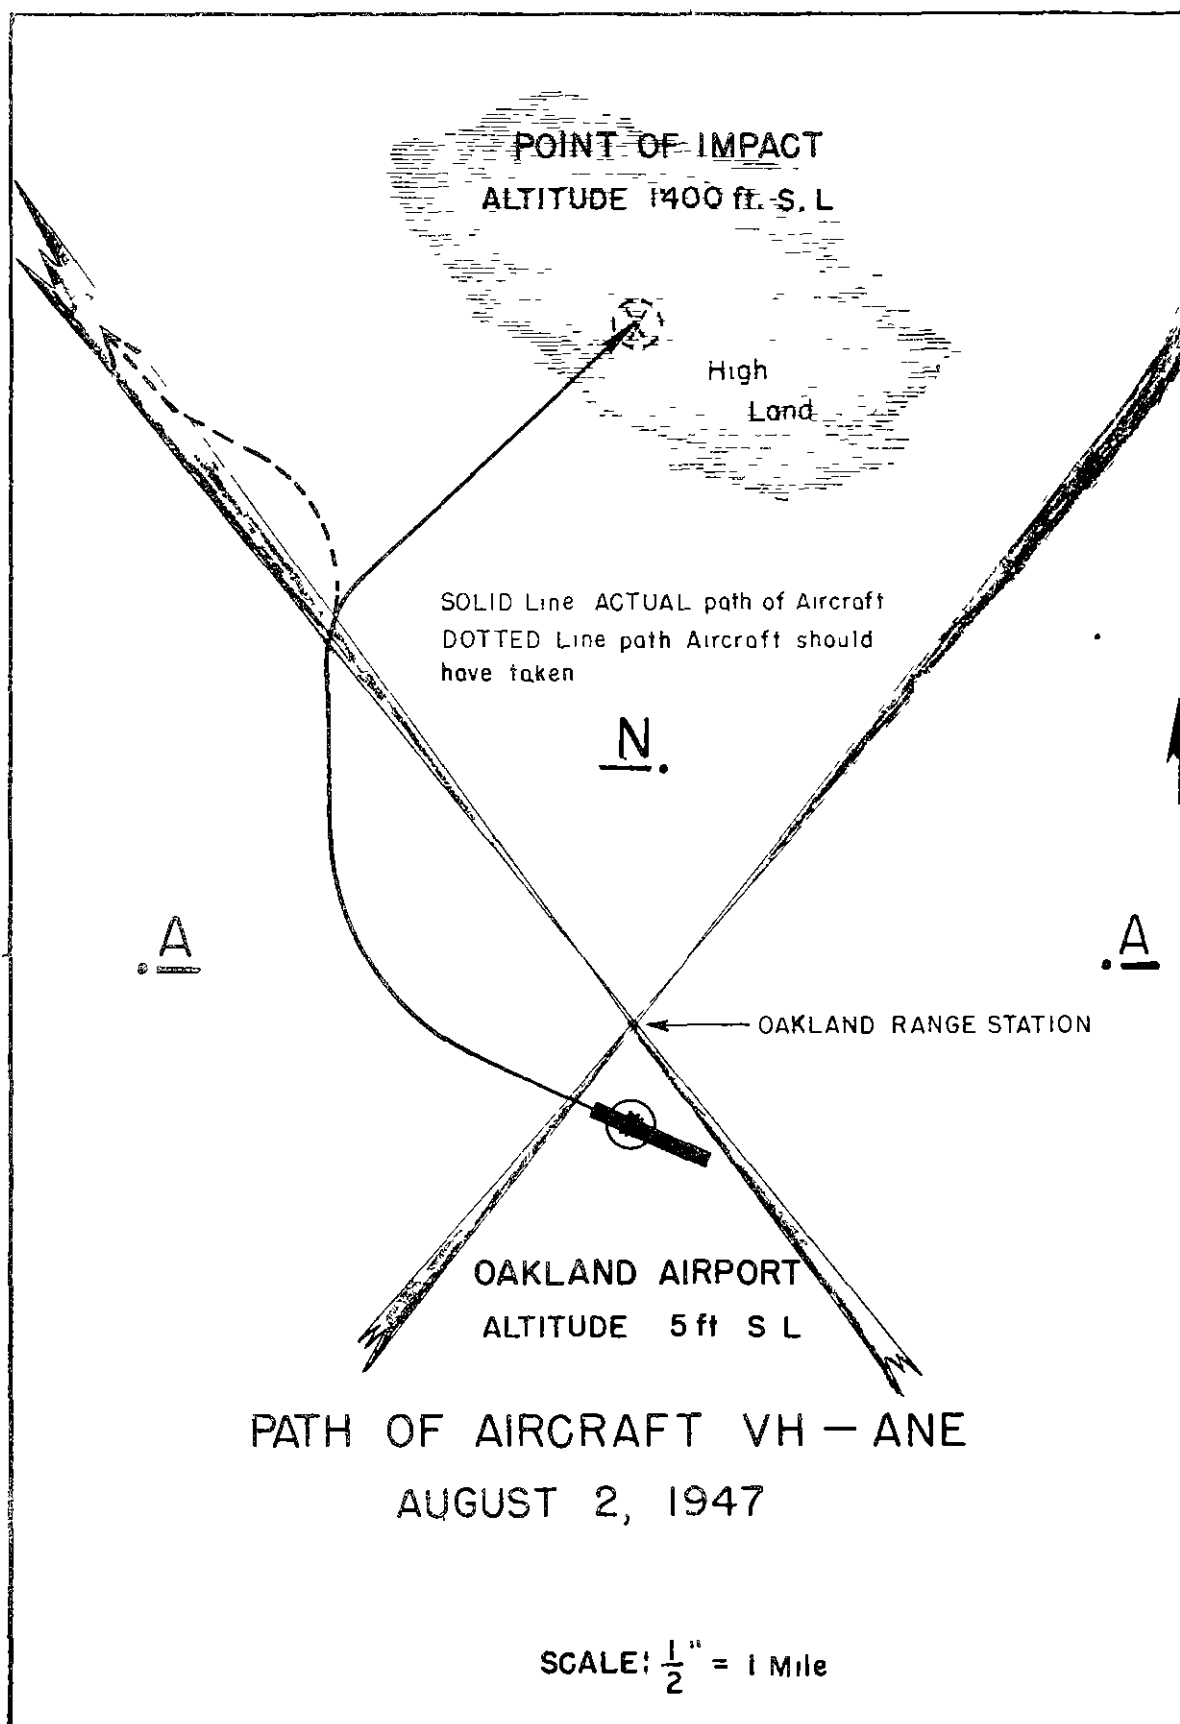 POINT OF IMPACT
ALTITUDE 1400 ft. S. L
High
Land
SOLID Line ACTUAL path of Aircraft
DOTTED Line path Aircraft should
have taken
N.
.A
.A
OAKLAND RANGE STATION
OAKLAND AIRPORT
ALTITUDE 5 ft S L
PATH OF AIRCRAFT VH — ANE
AUGUST 2, 1947
SCALE: 1/2" = 1 Mile